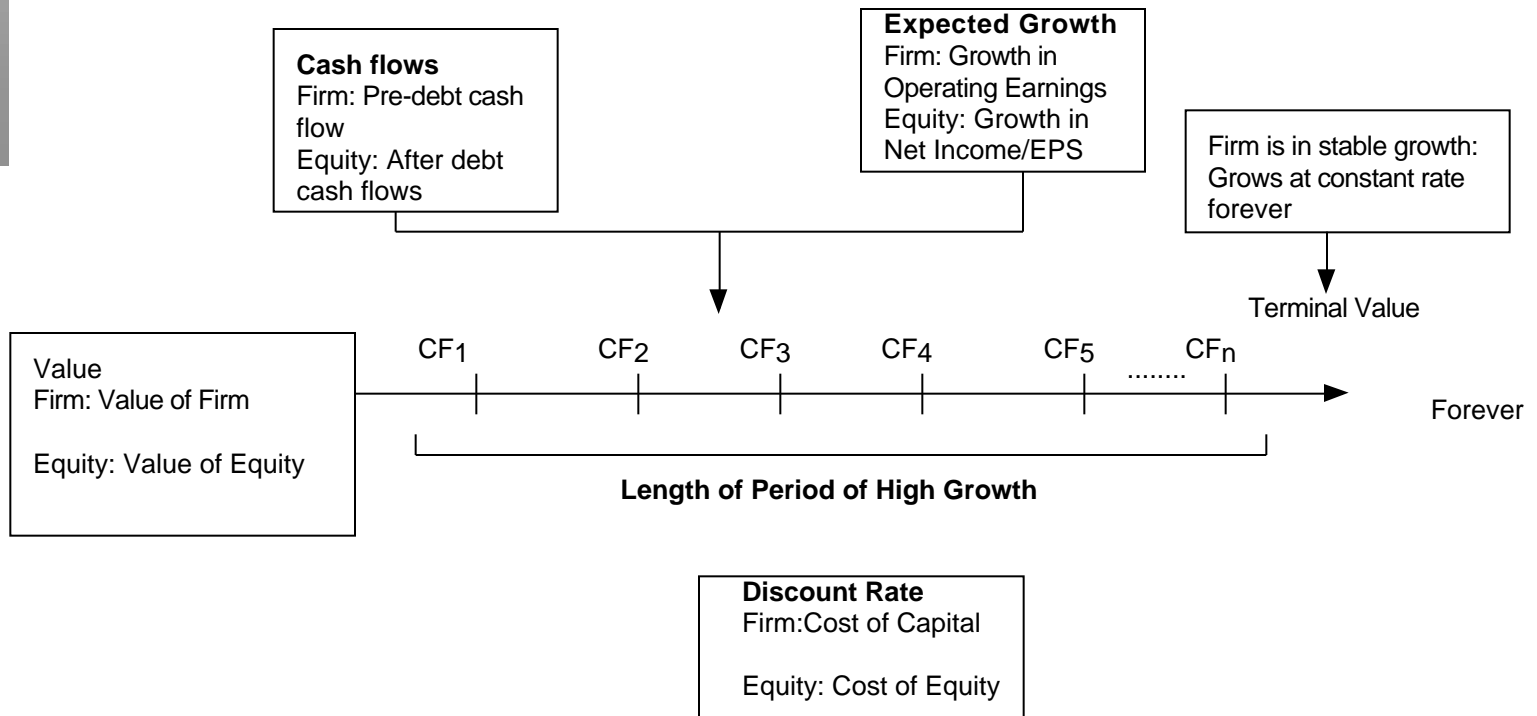 Cash flows
Firm: Pre-debt cash
flow
Equity: After debt
cash flows
Expected Growth
Firm: Growth in
Operating Earnings
Equity: Growth in
Net Income/EPS
Firm is in stable growth:
Grows at constant rate
forever
Terminal Value
Value
Firm: Value of Firm
Equity: Value of Equity
CF1 CF2 CF3 CF4 CF5 ........ CFn
Forever
Length of Period of High Growth
Discount Rate
Firm:Cost of Capital
Equity: Cost of Equity